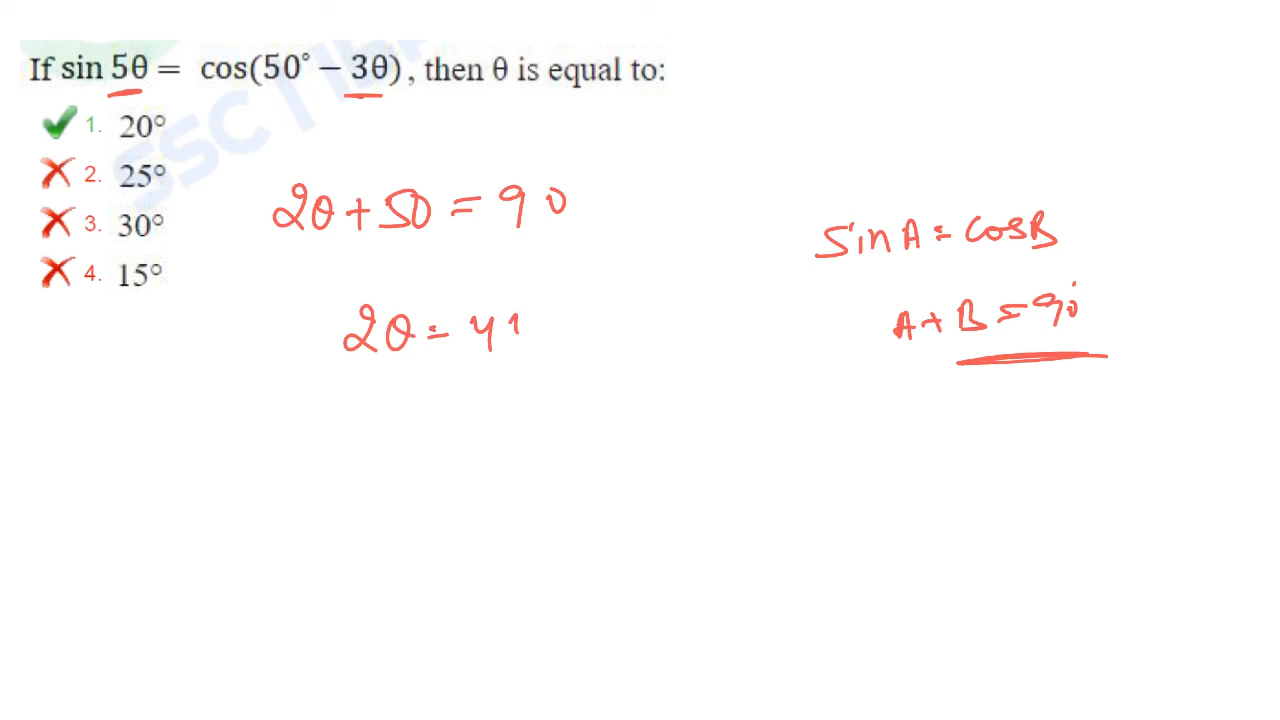 If sin 5θ = cos(50° − 3θ), then θ is equal to:
1. 20°
2. 25°
3. 30°
4. 15°
2θ + 50 = 90
2θ = 4
sin A = cos B
A + B = 90°